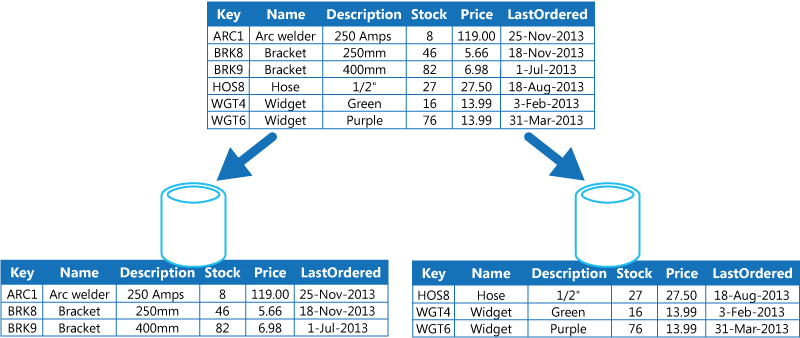 Key Name Description Stock Price LastOrdered
ARC1 Arc welder 250 Amps 8 119.00 25-Nov-2013
BRK8 Bracket 250mm 46 5.66 18-Nov-2013
BRK9 Bracket 400mm 82 6.98 1-Jul-2013
HOS8 Hose 1/2" 27 27.50 18-Aug-2013
WGT4 Widget Green 16 13.99 3-Feb-2013
WGT6 Widget Purple 76 13.99 31-Mar-2013
Key Name Description Stock Price LastOrdered
ARC1 Arc welder 250 Amps 8 119.00 25-Nov-2013
BRK8 Bracket 250mm 46 5.66 18-Nov-2013
BRK9 Bracket 400mm 82 6.98 1-Jul-2013
Key Name Description Stock Price LastOrdered
HOS8 Hose 1/2" 27 27.50 18-Aug-2013
WGT4 Widget Green 16 13.99 3-Feb-2013
WGT6 Widget Purple 76 13.99 31-Mar-2013